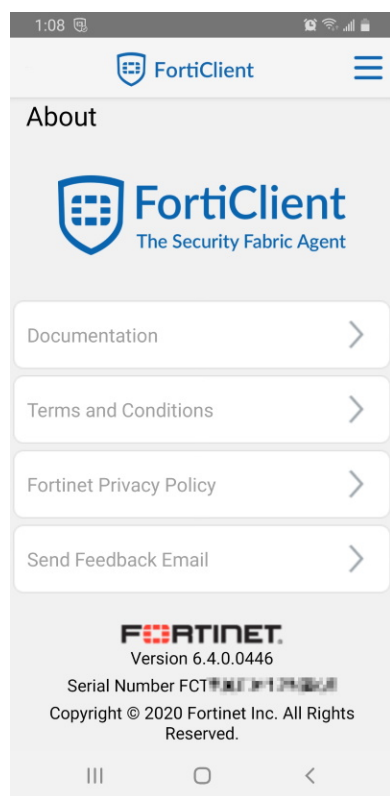 1:08
FortiClient
About
FortiClient
The Security Fabric Agent
Documentation
Terms and Conditions
Fortinet Privacy Policy
Send Feedback Email
FORTINET
Version 6.4.0.0446
Serial Number FCT
Copyright © 2020 Fortinet Inc. All Rights
Reserved.